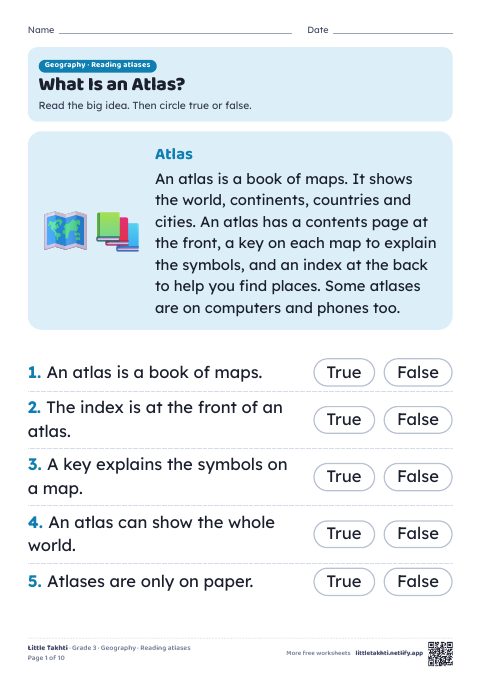 Name Date
Geography · Reading atlases
What Is an Atlas?
Read the big idea. Then circle true or false.
Atlas
An atlas is a book of maps. It shows
the world, continents, countries and
cities. An atlas has a contents page at
the front, a key on each map to explain
the symbols, and an index at the back
to help you find places. Some atlases
are on computers and phones too.
1. An atlas is a book of maps. True False
2. The index is at the front of an
atlas. True False
3. A key explains the symbols on
a map. True False
4. An atlas can show the whole
world. True False
5. Atlases are only on paper. True False
Little Takhti · Grade 3 · Geography · Reading atlases
Page 1 of 10
More free worksheets littletakhti.netlify.app